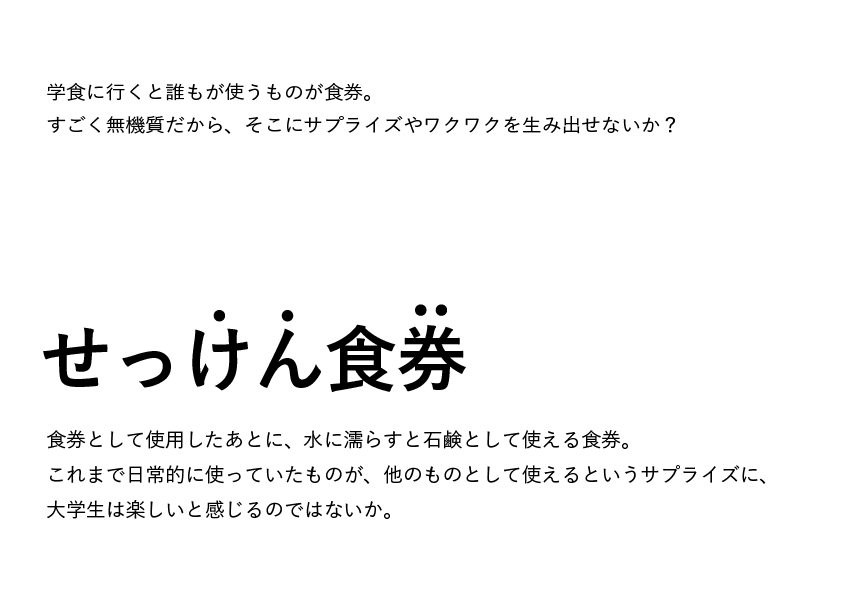 学食に行くと誰もが使うものが食券。
すごく無機質だから、そこにサプライズやワクワクを生み出せないか？
せっけん食券
食券として使用したあとに、水に濡らすと石鹸として使える食券。
これまで日常的に使っていたものが、他のものとして使えるというサプライズに、
大学生は楽しいと感じるのではないか。